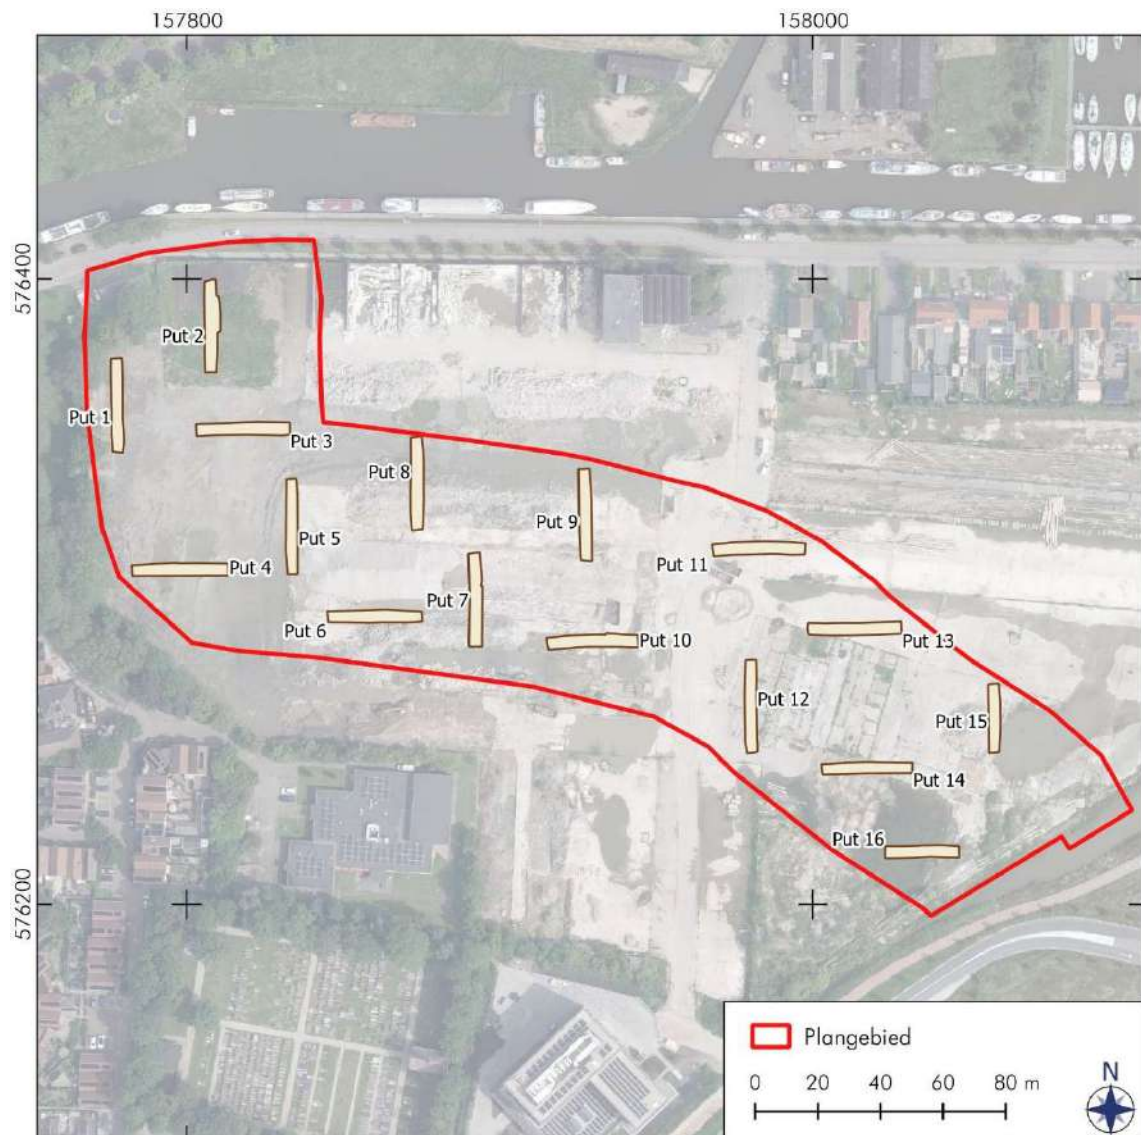 157800
158000
576400
Put 2
Put 1
Put 3
Put 8
Put 9
Put 5
Put 11
Put 4
Put 7
Put 6
Put 10
Put 13
Put 12
Put 15
Put 14
Put 16
576200
Plangebied
0 20 40 60 80 m
N